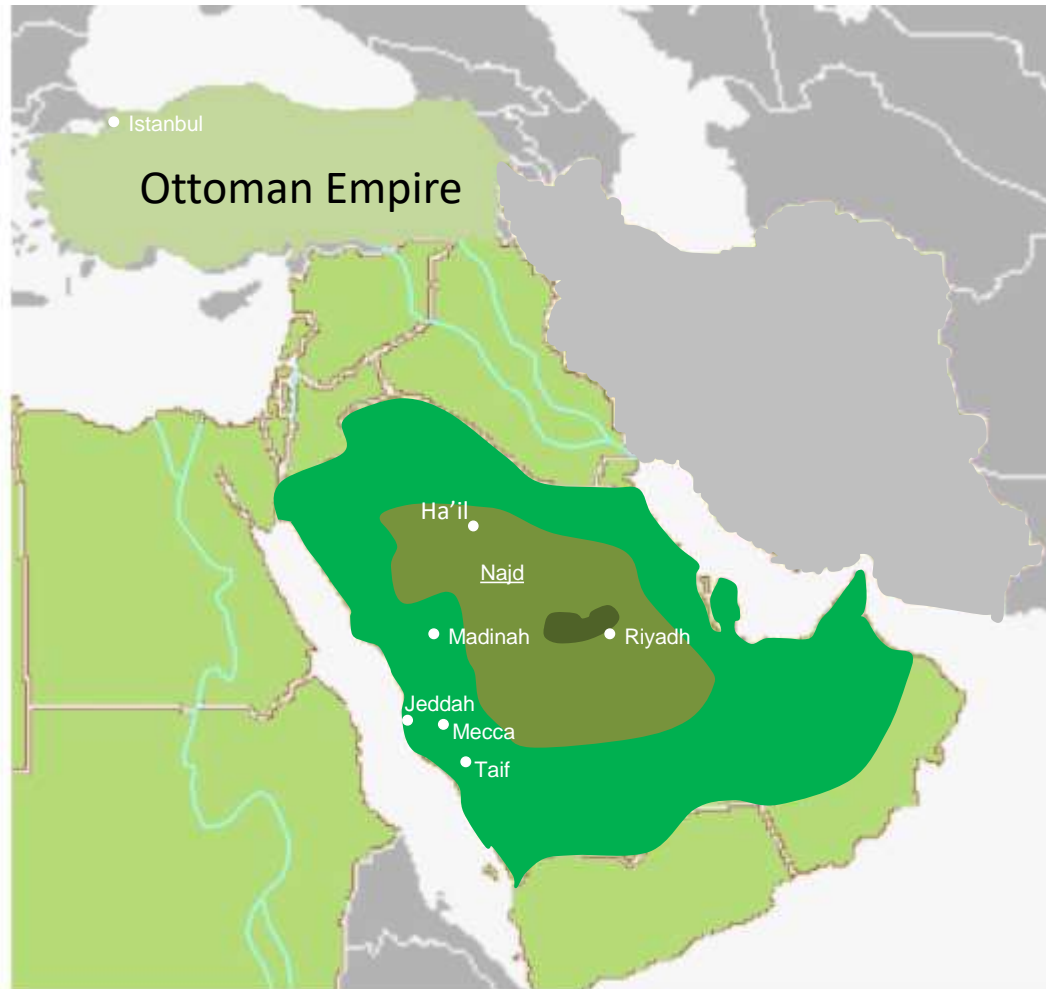 Istanbul
Ottoman Empire
Ha’il
Najd
Madinah
Riyadh
Jeddah
Mecca
Taif